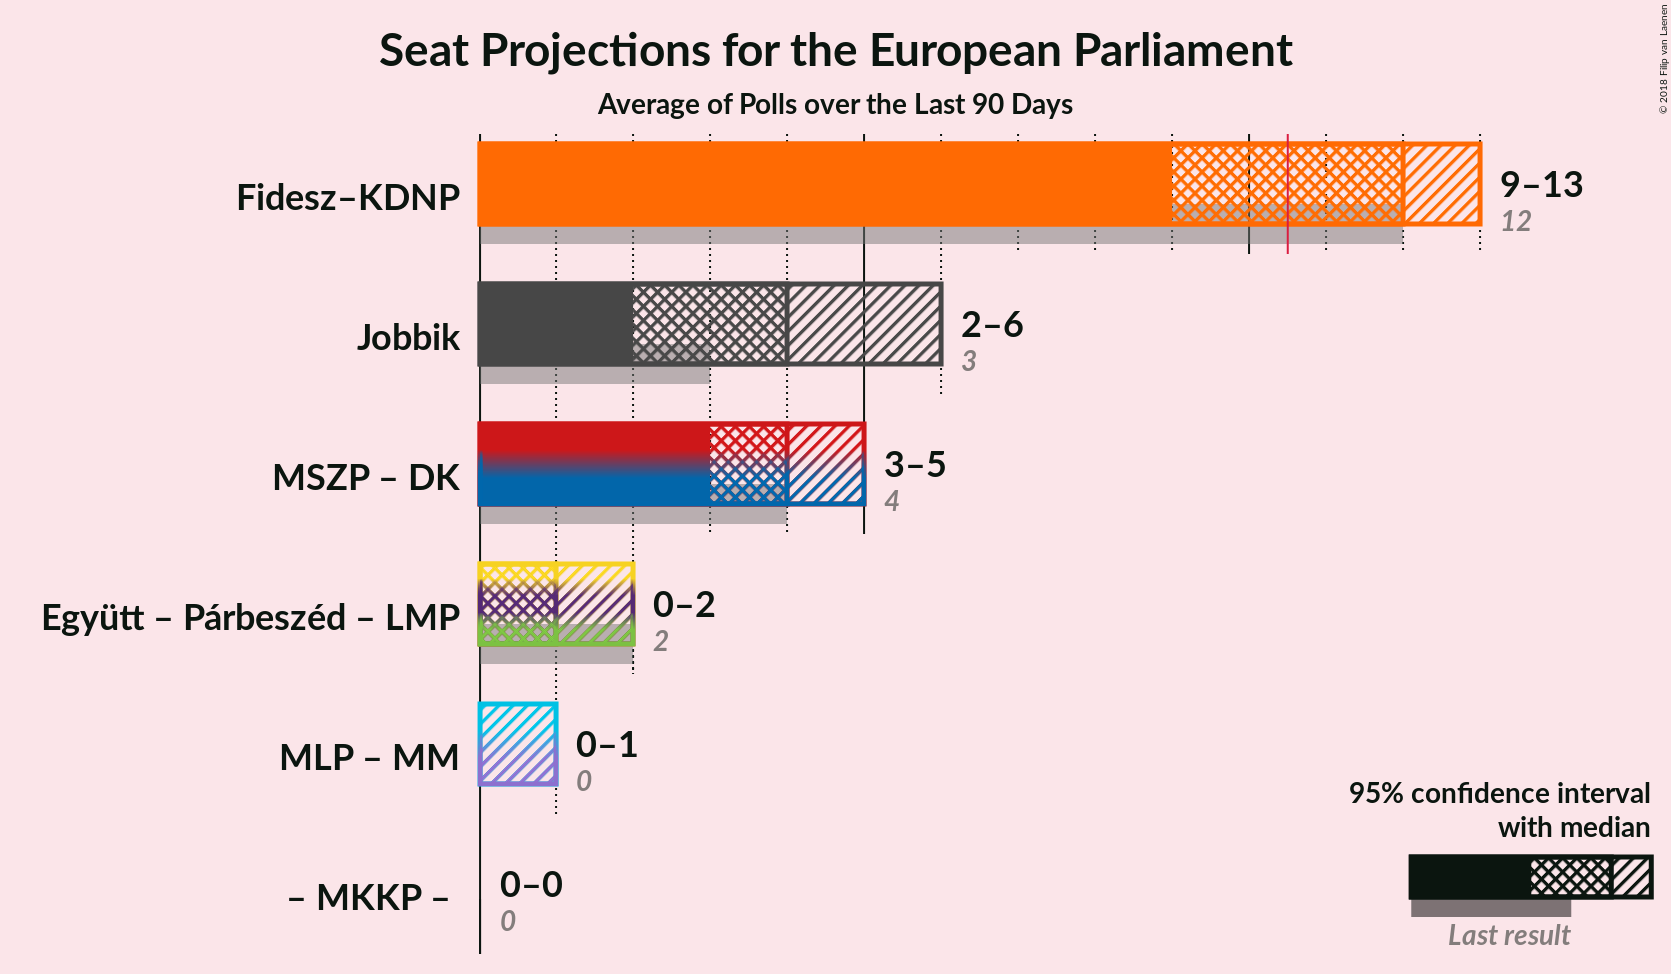 Seat Projections for the European Parliament
Average of Polls over the Last 90 Days
© 2018 Filip van Laenen
Fidesz–KDNP
9–13
12
Jobbik
2–6
3
MSZP – DK
3–5
4
Együtt – Párbeszéd – LMP
0–2
2
MLP – MM
0–1
0
– MKKP –
0–0
0
95% confidence interval
with median
Last result